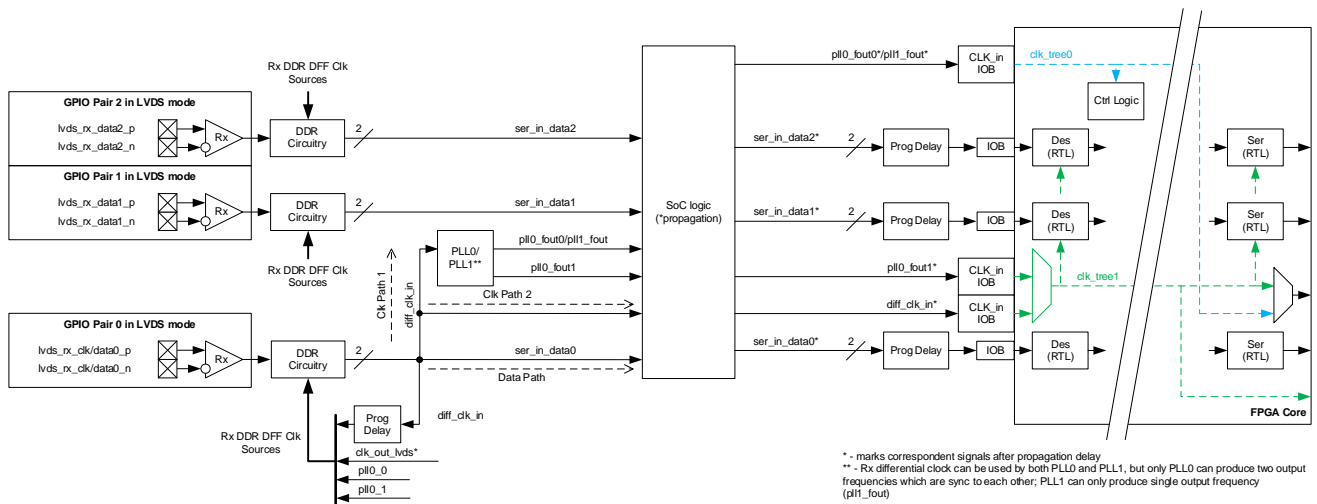 GPIO Pair 2 in LVDS mode
lvds_rx_data2_p
lvds_rx_data2_n
Rx
Rx DDR DFF Clk
Sources
DDR
Circuitry
2
ser_in_data2
GPIO Pair 1 in LVDS mode
lvds_rx_data1_p
lvds_rx_data1_n
Rx
DDR
Circuitry
Rx DDR DFF Clk
Sources
2
ser_in_data1
Clk Path 1
diff_clk_in
PLL0/
PLL1**
pll0_fout0/pll1_fout
pll0_fout1
Clk Path 2
GPIO Pair 0 in LVDS mode
lvds_rx_clk/data0_p
lvds_rx_clk/data0_n
Rx
DDR
Circuitry
2
ser_in_data0
Data Path
Rx DDR DFF Clk
Sources
Prog
Delay
diff_clk_in
clk_out_lvds*
pll0_0
pll0_1
SoC logic
(*propagation)
pll0_fout0*/pll1_fout*
CLK_in
IOB
clk_tree0
Ctrl Logic
ser_in_data2*
2
Prog Delay
IOB
Des
(RTL)
Ser
(RTL)
ser_in_data1*
2
Prog Delay
IOB
Des
(RTL)
Ser
(RTL)
pll0_fout1*
CLK_in
IOB
clk_tree1
diff_clk_in*
CLK_in
IOB
ser_in_data0*
2
Prog Delay
IOB
Des
(RTL)
Ser
(RTL)
FPGA Core
* - marks correspondent signals after propagation delay
** - Rx differential clock can be used by both PLL0 and PLL1, but only PLL0 can produce two output
frequencies which are sync to each other; PLL1 can only produce single output frequency
(pll1_fout)